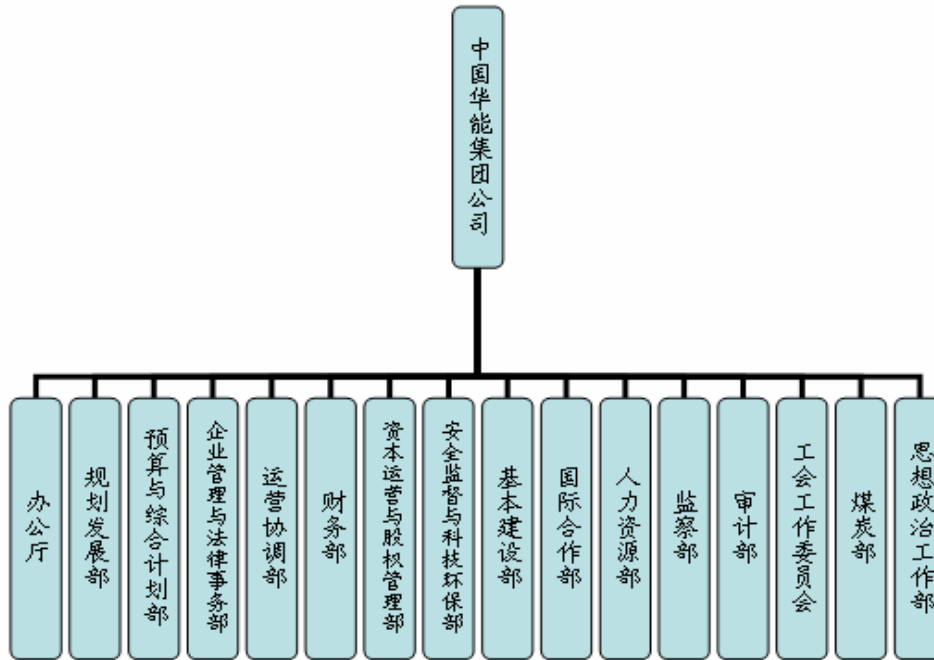 中国华能集团公司
办公厅
规划发展部
预算与综合计划部
企业管理与法律事务部
运营协调部
财务部
资本运营与股权管理部
安全监督与科技环保部
基本建设部
国际合作部
人力资源部
监察部
审计部
工会工作委员会
煤炭部
思想政治工作部